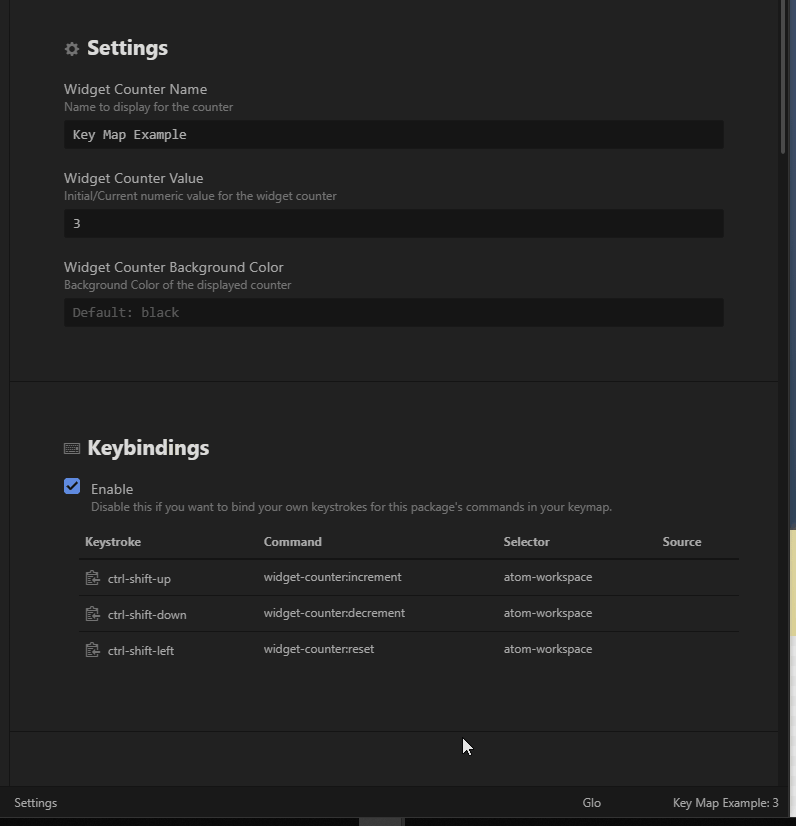 Settings
Widget Counter Name
Name to display for the counter
Key Map Example
Widget Counter Value
Initial/Current numeric value for the widget counter
3
Widget Counter Background Color
Background Color of the displayed counter
Default: black
Keybindings
Enable
Disable this if you want to bind your own keystrokes for this package's commands in your keymap.
Keystroke Command Selector Source
ctrl-shift-up widget-counter:increment atom-workspace
ctrl-shift-down widget-counter:decrement atom-workspace
ctrl-shift-left widget-counter:reset atom-workspace
Settings Glo Key Map Example: 3